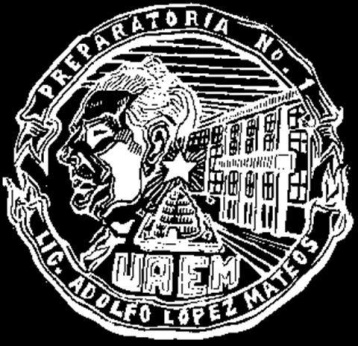 PREPARATORIA No. 1
UAEM
LIC. ADOLFO LÓPEZ MATEOS